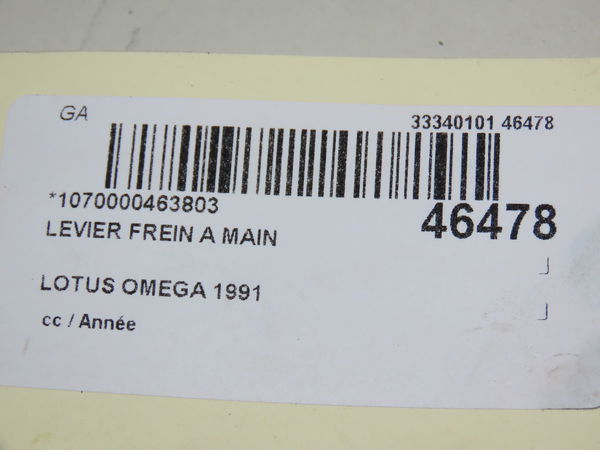 GA
33340101 46478
*1070000463803
46478
LEVIER FREIN A MAIN
LOTUS OMEGA 1991
cc / Année